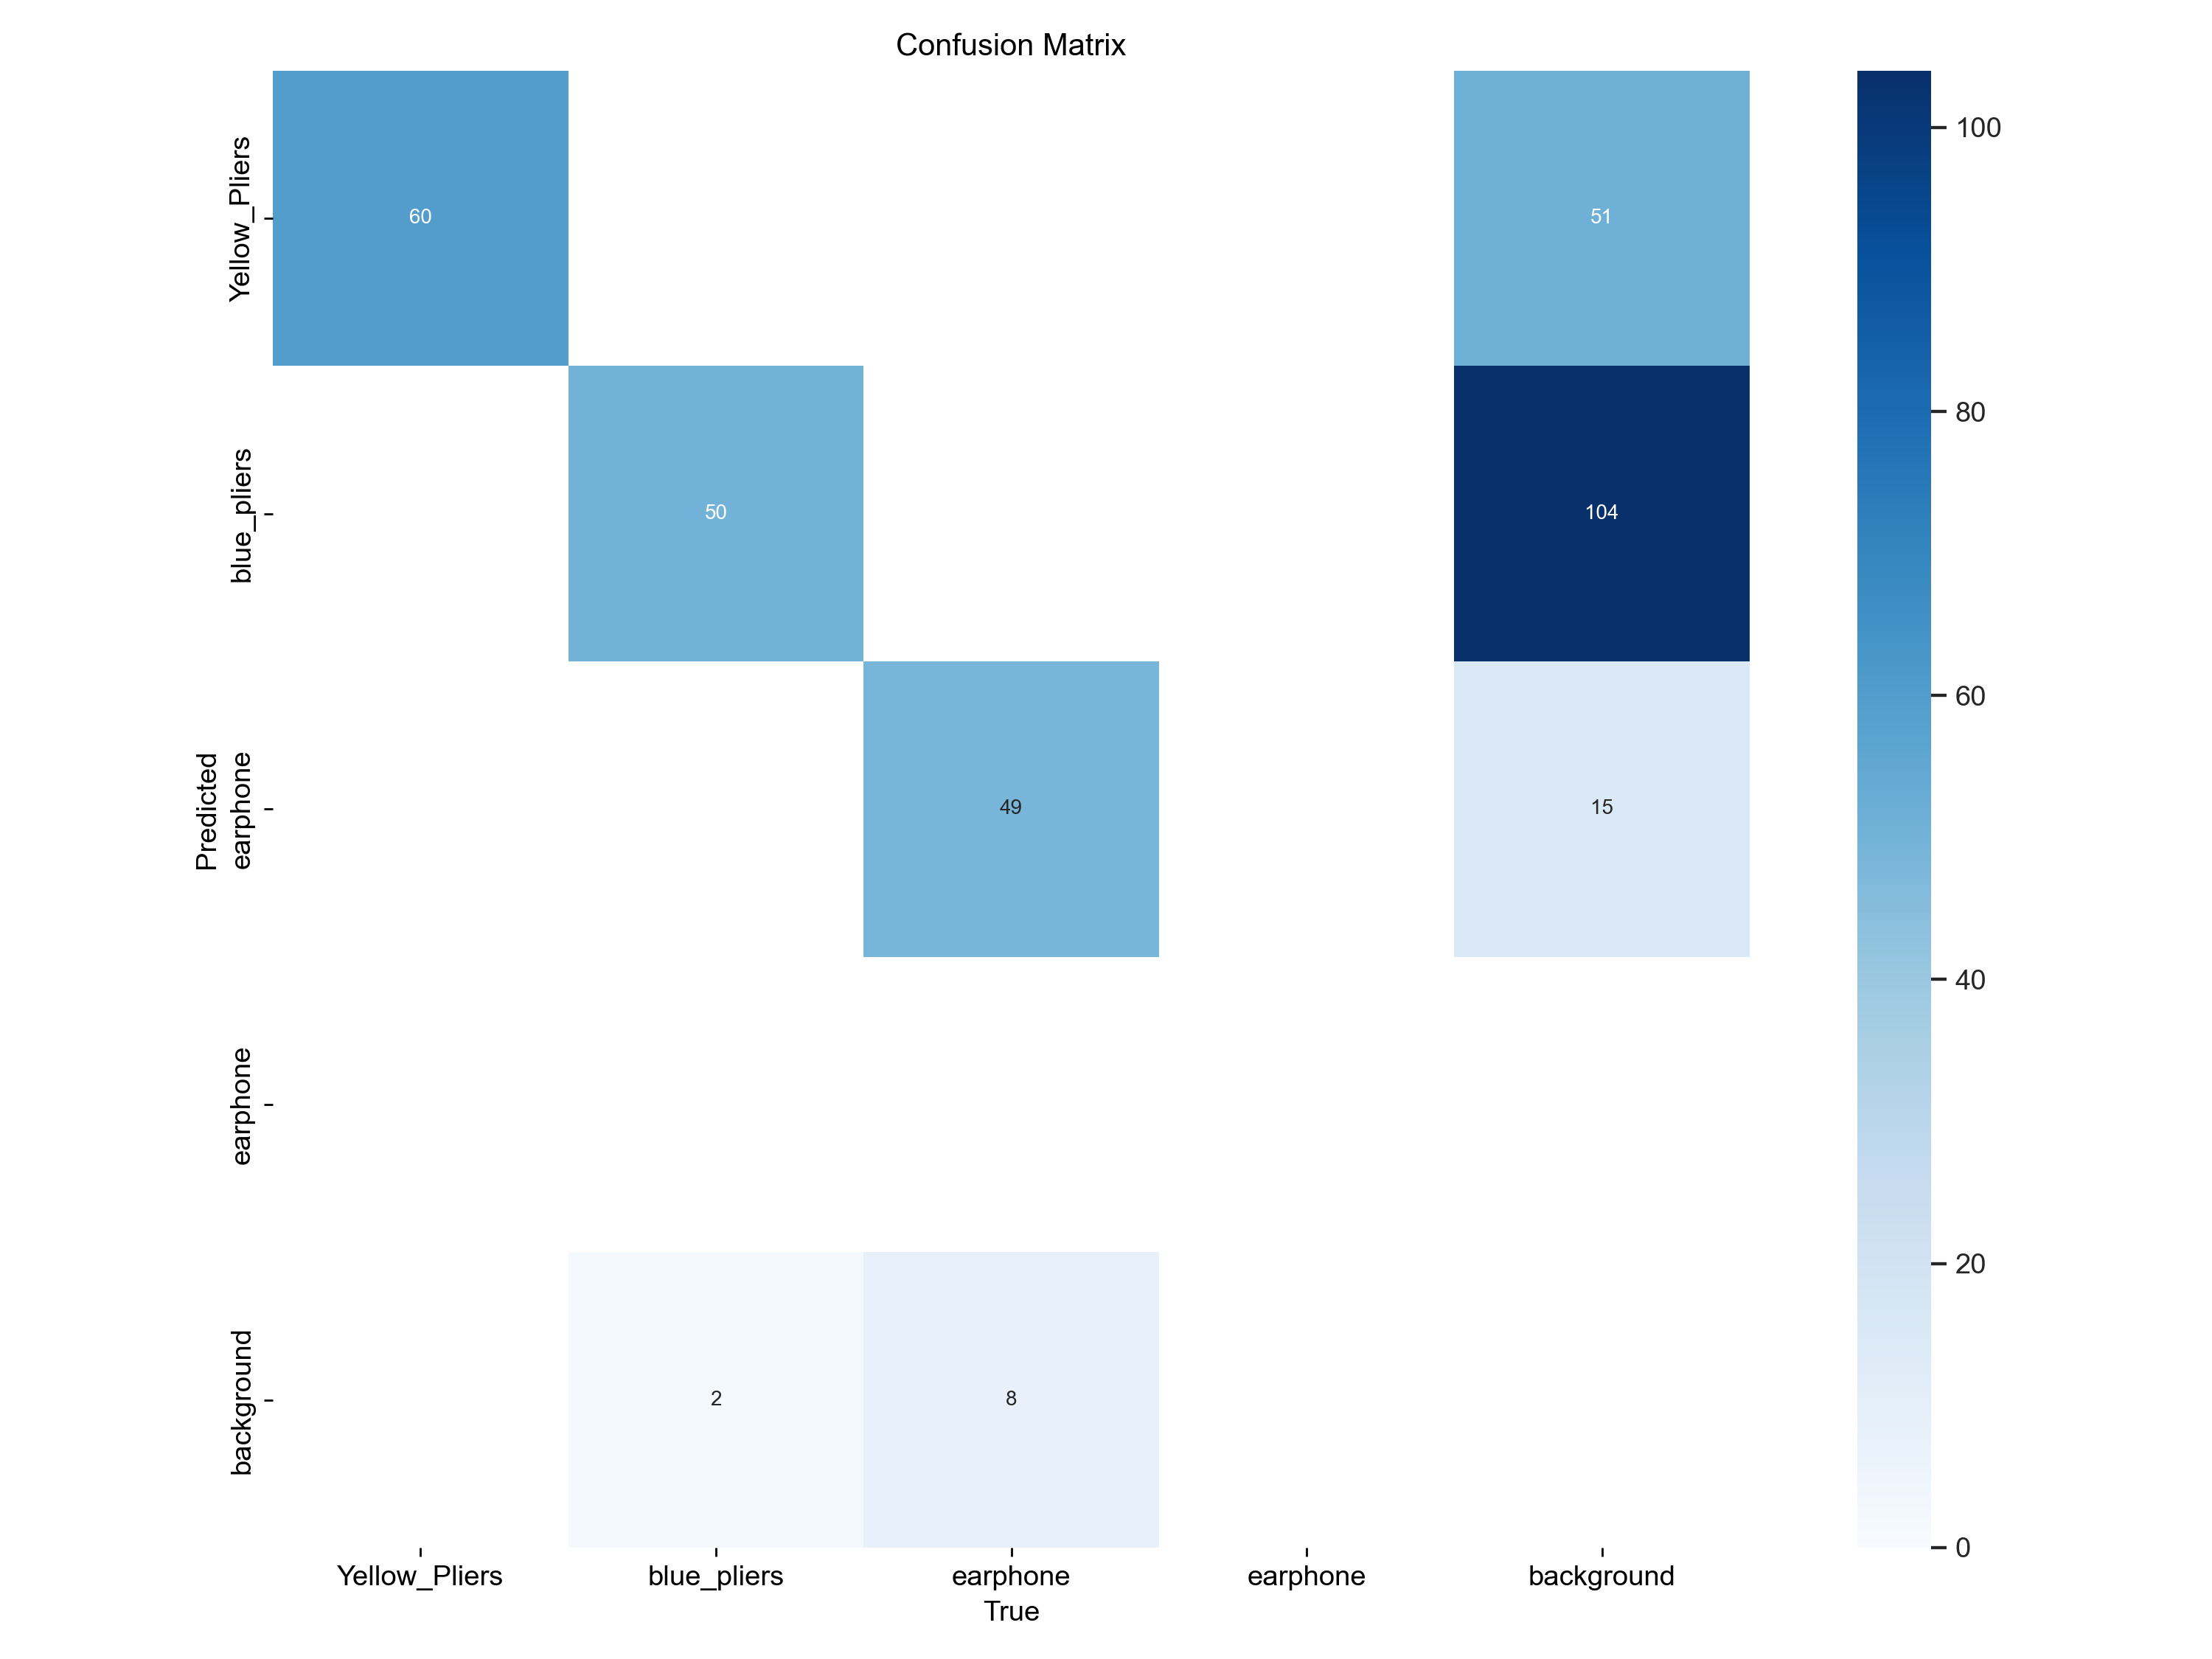 Confusion Matrix
Yellow_Pliers
blue_pliers
earphone
earphone
background
Predicted
60
51
50
104
49
15
2
8
Yellow_Pliers
blue_pliers
earphone
earphone
background
True
100
80
60
40
20
0